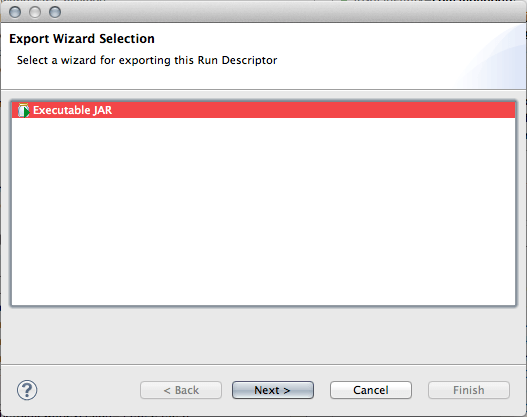 Export Wizard Selection
Select a wizard for exporting this Run Descriptor
Executable JAR
?
< Back
Next >
Cancel
Finish